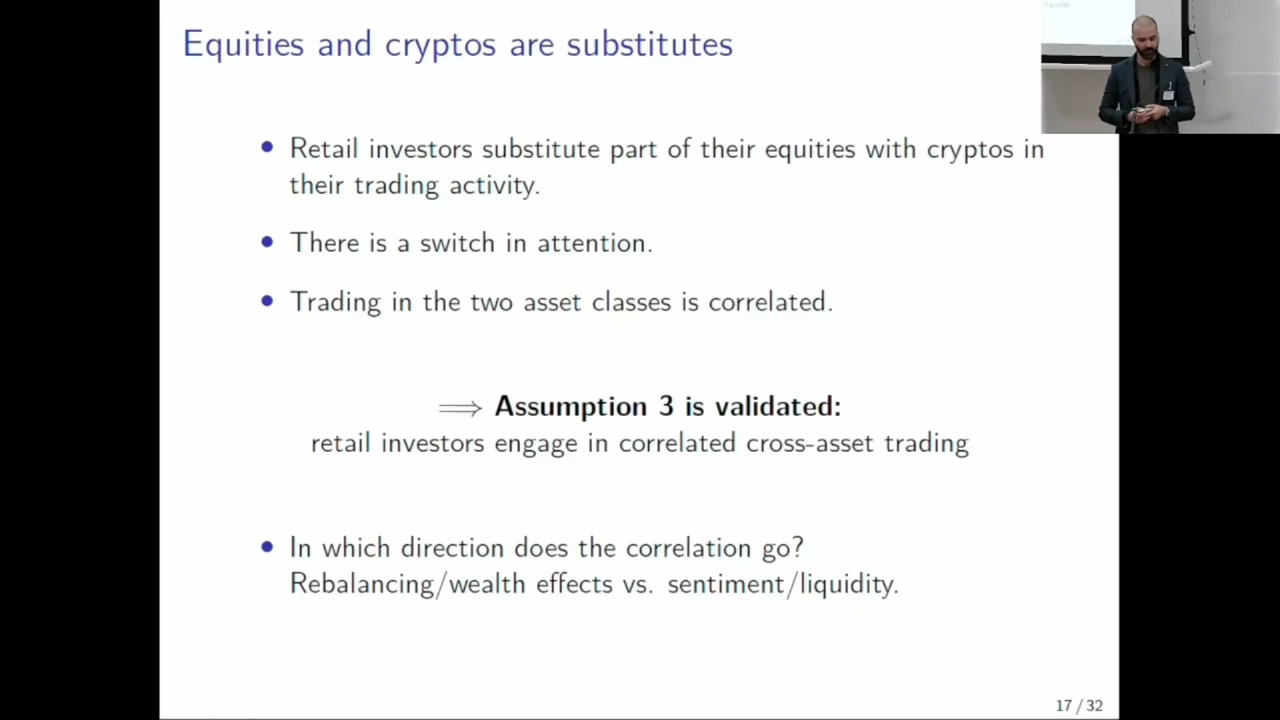 Equities and cryptos are substitutes
• Retail investors substitute part of their equities with cryptos in
their trading activity.
• There is a switch in attention.
• Trading in the two asset classes is correlated.
⟹ Assumption 3 is validated:
retail investors engage in correlated cross-asset trading
• In which direction does the correlation go?
Rebalancing/wealth effects vs. sentiment/liquidity.
17 / 32